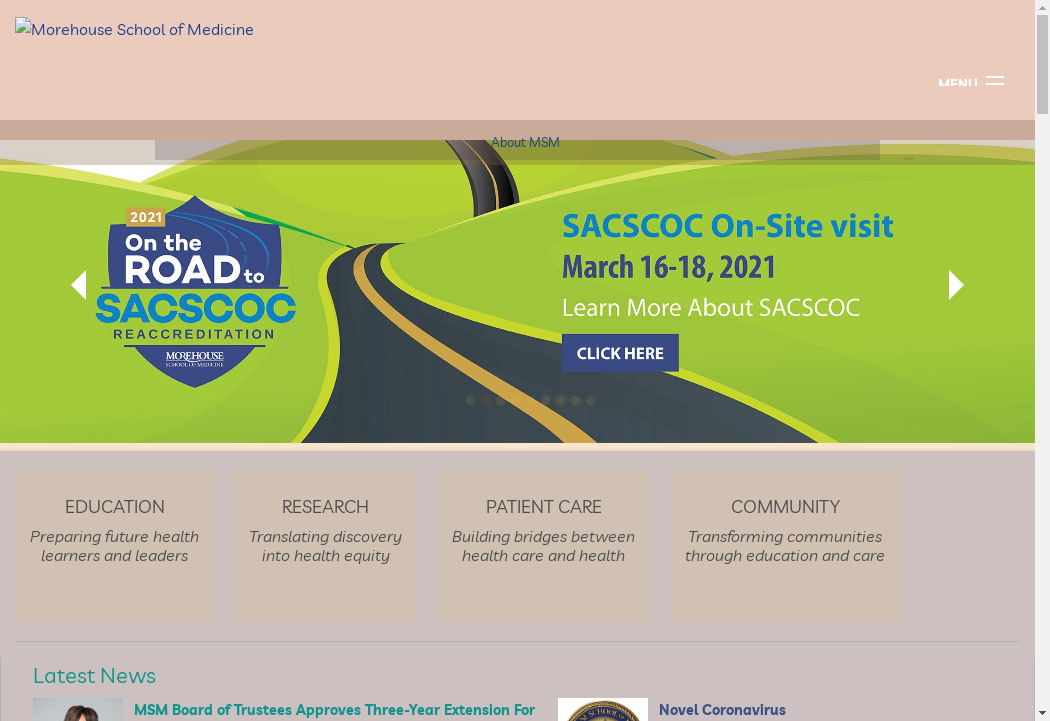 Morehouse School of Medicine
MENU
About MSM
2021
On the
ROAD to
SACSCOC
REACCREDITATION
MOREHOUSE
SCHOOL OF MEDICINE
SACSCOC On-Site visit
March 16-18, 2021
Learn More About SACSCOC
CLICK HERE
EDUCATION
Preparing future health
learners and leaders
RESEARCH
Translating discovery
into health equity
PATIENT CARE
Building bridges between
health care and health
COMMUNITY
Transforming communities
through education and care
Latest News
MSM Board of Trustees Approves Three-Year Extension For
Novel Coronavirus